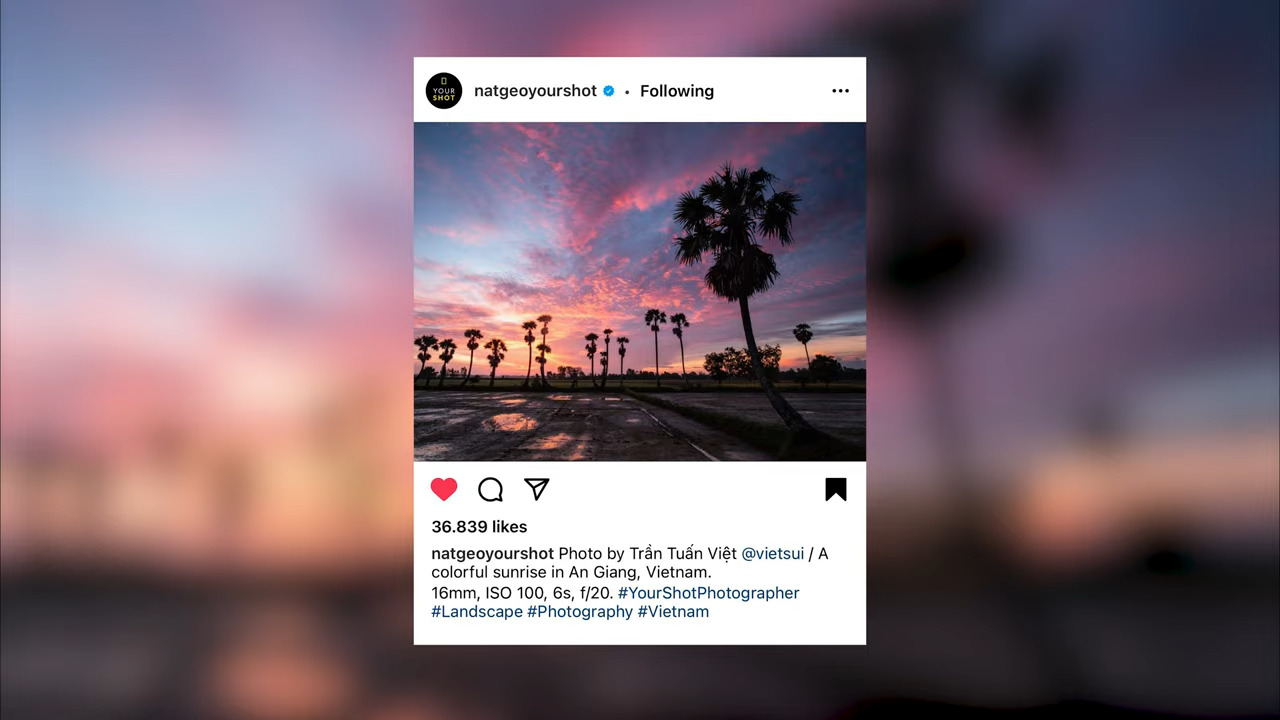 YOUR
SHOT
natgeoyourshot • Following
36.839 likes
natgeoyourshot Photo by Trần Tuấn Việt @vietsui / A
colorful sunrise in An Giang, Vietnam.
16mm, ISO 100, 6s, f/20. #YourShotPhotographer
#Landscape #Photography #Vietnam